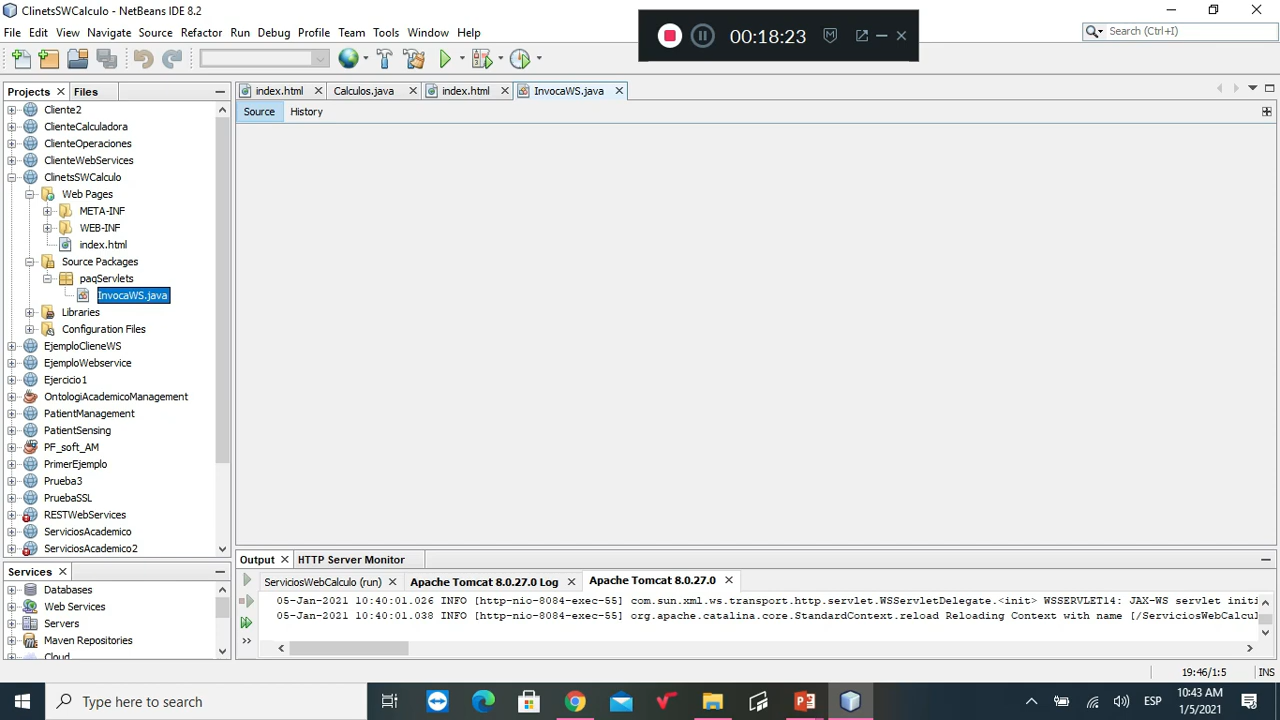 ClinetsSWCalculo - NetBeans IDE 8.2
00:18:23
File Edit View Navigate Source Refactor Run Debug Profile Team Tools Window Help
Search (Ctrl+I)
Projects Files
index.html Calculos.java index.html InvocaWS.java
Source History
Cliente2
ClienteCalculadora
ClienteOperaciones
ClienteWebServices
ClinetsSWCalculo
Web Pages
META-INF
WEB-INF
index.html
Source Packages
paqServlets
InvocaWS.java
Libraries
Configuration Files
EjemploClieneWS
EjemploWebservice
Ejercicio1
OntologiAcademicoManagement
PatientManagement
PatientSensing
PF_soft_AM
PrimerEjemplo
Prueba3
PruebaSSL
RESTWebServices
ServiciosAcademico
ServiciosAcademico2
Services
Databases
Web Services
Servers
Maven Repositories
Cloud
Output HTTP Server Monitor
ServiciosWebCalculo (run) Apache Tomcat 8.0.27.0 Log Apache Tomcat 8.0.27.0
05-Jan-2021 10:40:01.026 INFO [http-nio-8084-exec-55] com.sun.xml.ws.transport.http.servlet.WSServletDelegate.<init> WSSERVLET14: JAX-WS servlet initi
05-Jan-2021 10:40:01.038 INFO [http-nio-8084-exec-55] org.apache.catalina.core.StandardContext.reload Reloading Context with name [/ServiciosWebCalcul
19:46/1:5 INS
Type here to search
ESP
10:43 AM
1/5/2021